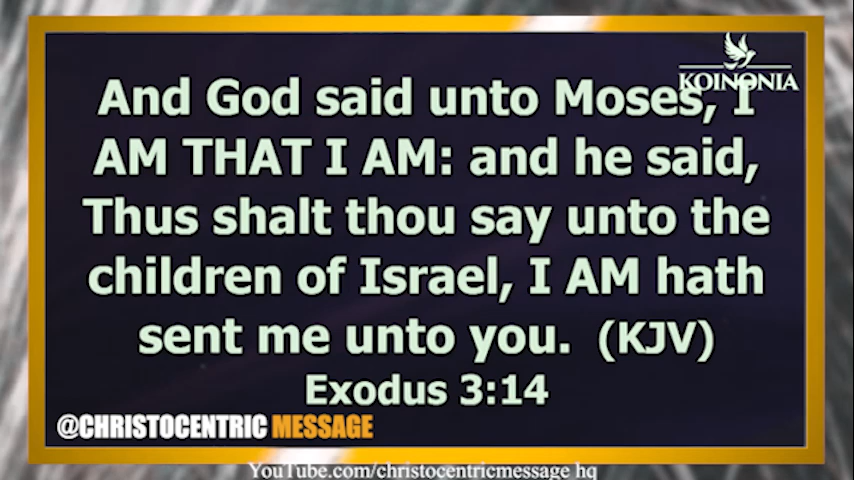 KOINONIA
And God said unto Moses, I
AM THAT I AM: and he said,
Thus shalt thou say unto the
children of Israel, I AM hath
sent me unto you. (KJV)
Exodus 3:14
@CHRISTOCENTRIC MESSAGE
YouTube.com/christocentricmessage hq